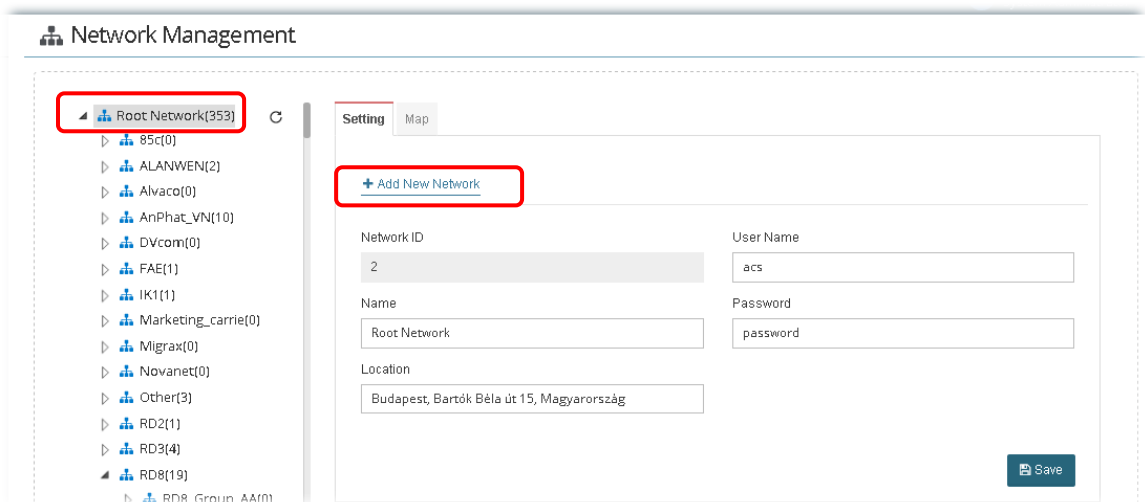 Network Management
Root Network(353)
85c(0)
ALANWEN(2)
Alvaco(0)
AnPhat_VN(10)
DVcom(0)
FAE(1)
IK1(1)
Marketing_carrie(0)
Migrax(0)
Novanet(0)
Other(3)
RD2(1)
RD3(4)
RD8(19)
RD8_Group_AA(0)
Setting Map
+ Add New Network
Network ID
2
User Name
acs
Name
Root Network
Password
password
Location
Budapest, Bartók Béla út 15, Magyarország
Save